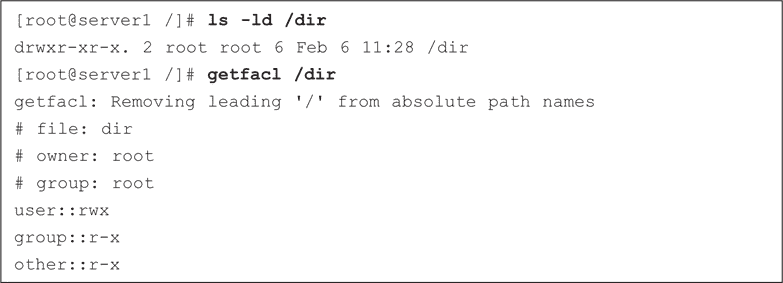 [root@server1 /]# ls -ld /dir
drwxr-xr-x. 2 root root 6 Feb 6 11:28 /dir
[root@server1 /]# getfacl /dir
getfacl: Removing leading '/' from absolute path names
# file: dir
# owner: root
# group: root
user::rwx
group::r-x
other::r-x